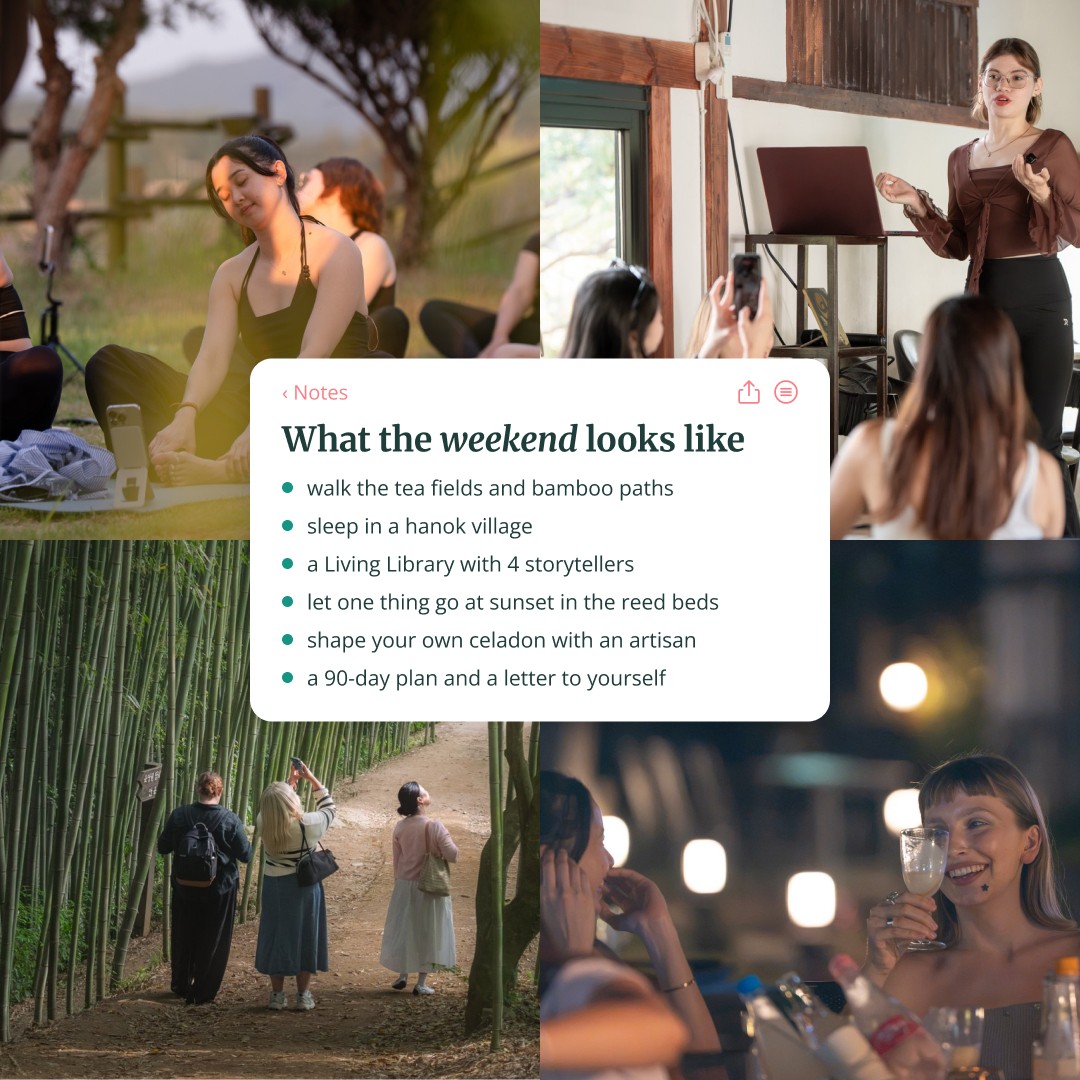 ‹ Notes
What the weekend looks like
walk the tea fields and bamboo paths
sleep in a hanok village
a Living Library with 4 storytellers
let one thing go at sunset in the reed beds
shape your own celadon with an artisan
a 90-day plan and a letter to yourself